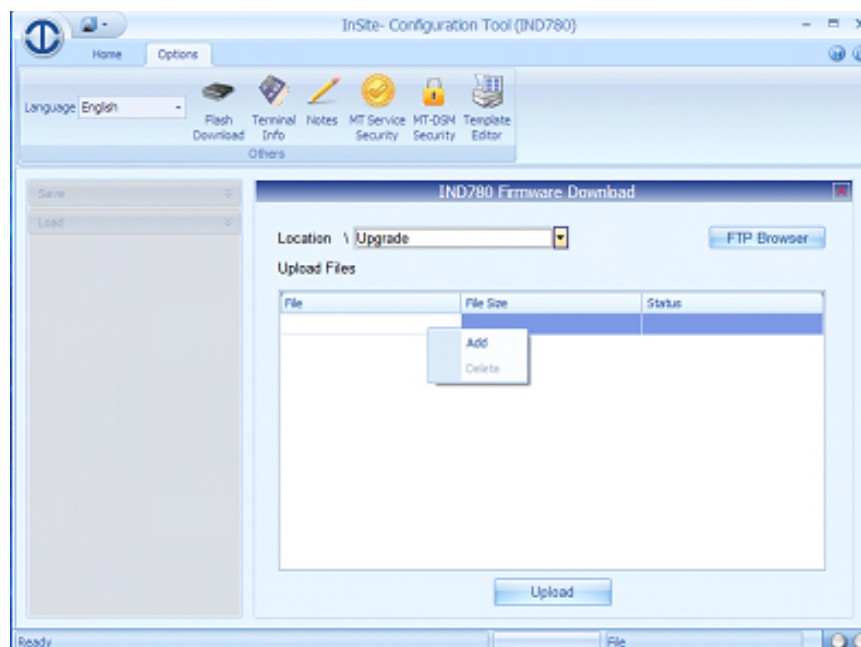 InSite- Configuration Tool (IND780)
Home Options
Language English
Flash Download
Terminal Info
Notes
MT Service Security
MT-DSM Security
Template Editor
Others
Save
Load
IND780 Firmware Download
Location \ Upgrade
FTP Browser
Upload Files
File File Size Status
Add
Delete
Upload
Ready File